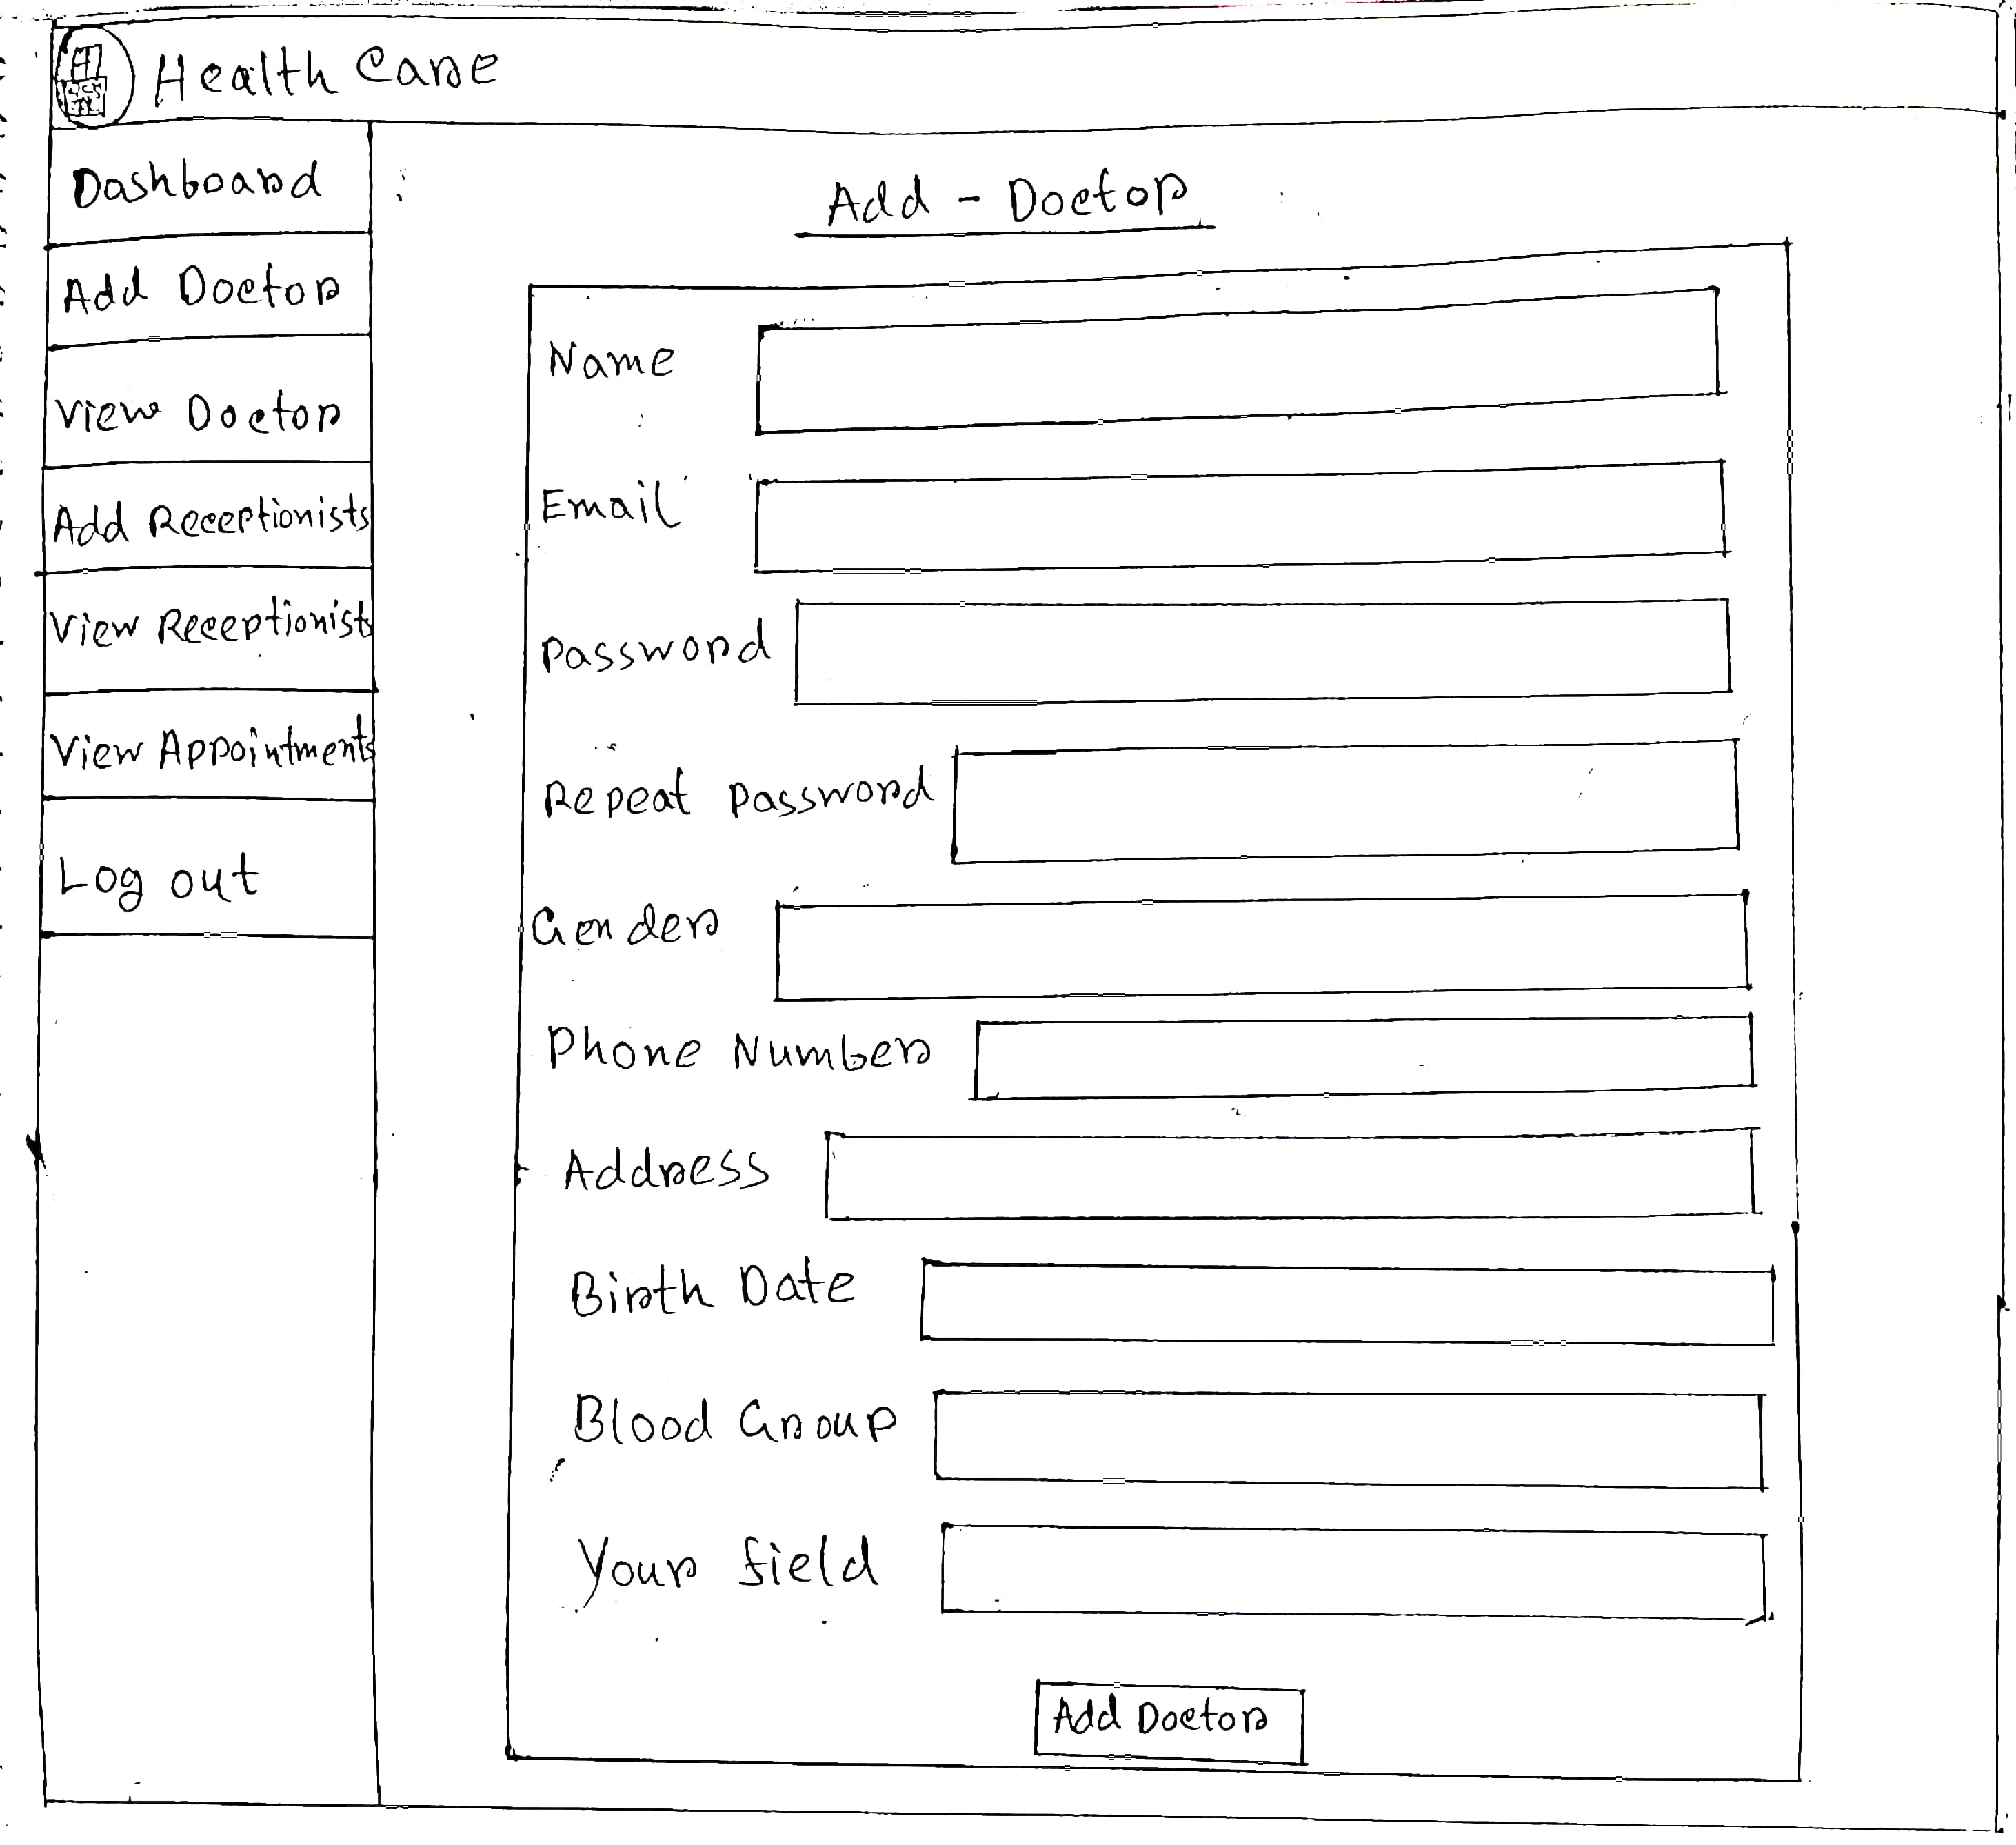 Health Care
Dashboard
Add Doctor
View Doctor
Add Receptionists
View Receptionists
View Appointments
Log out
Add - Doctor
Name
Email
Password
Repeat Password
Gender
Phone Number
Address
Birth Date
Blood Group
Your field
Add Doctor